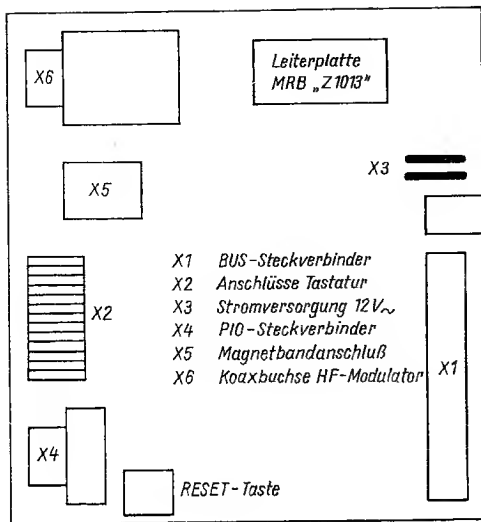 X6
Leiterplatte
MRB „Z1013“
X3
X5
X2
X1 BUS-Steckverbinder
X2 Anschlüsse Tastatur
X3 Stromversorgung 12V~
X4 PIO-Steckverbinder
X5 Magnetbandanschluß
X6 Koaxbuchse HF-Modulator
X1
X4
RESET-Taste